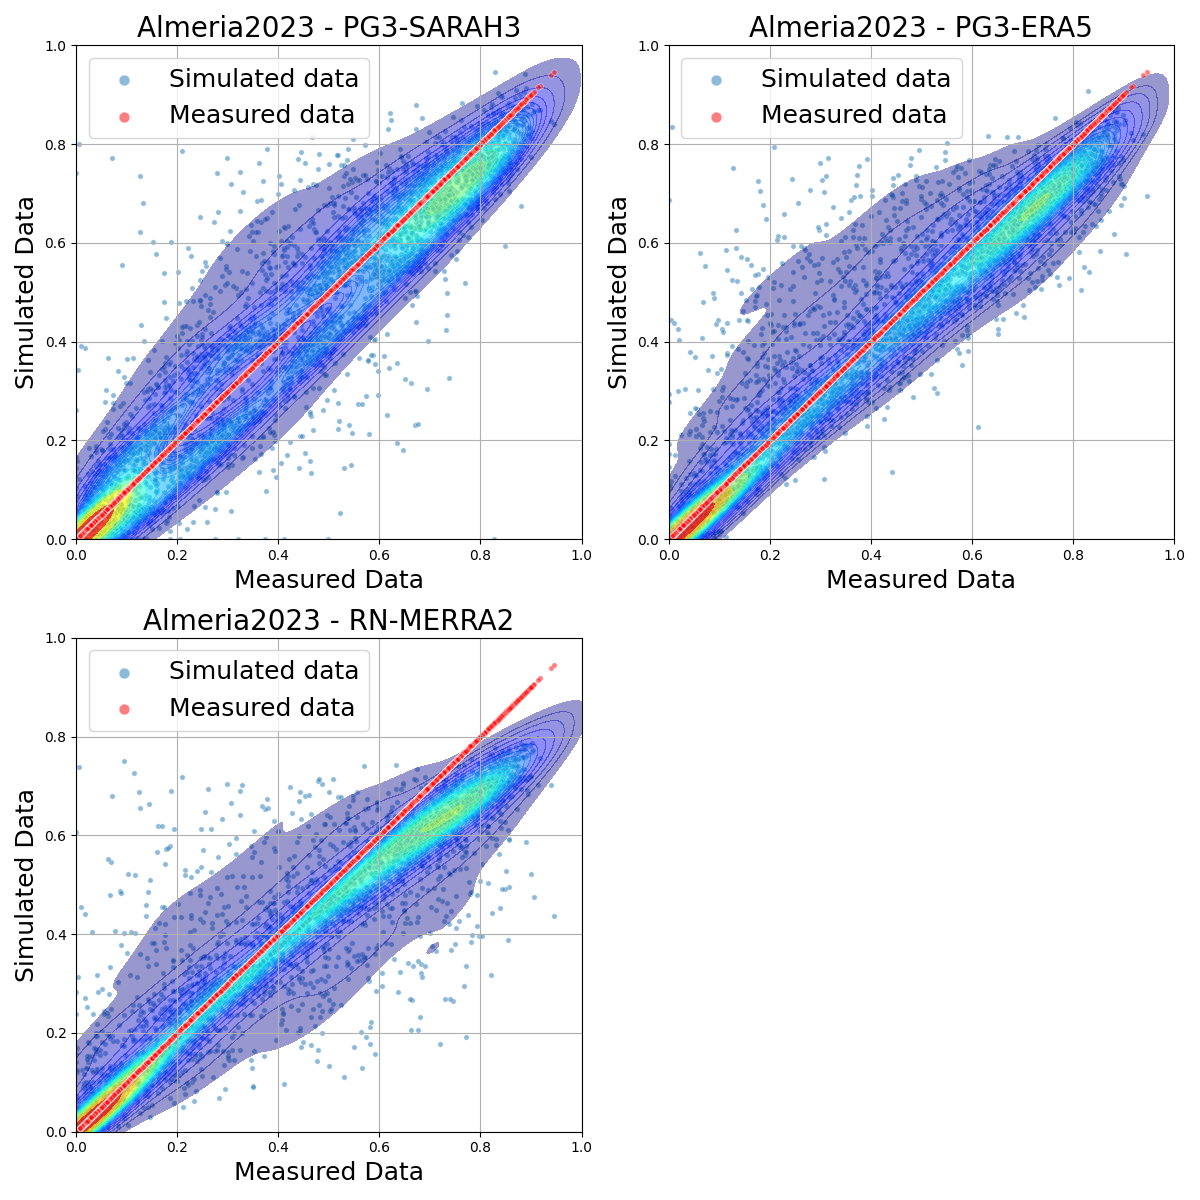 Almeria2023 - PG3-SARAH3
Simulated data
Measured data
1.0
0.8
0.6
0.4
0.2
0.0
Simulated Data
0.0 0.2 0.4 0.6 0.8 1.0
Measured Data
Almeria2023 - PG3-ERA5
Simulated data
Measured data
1.0
0.8
0.6
0.4
0.2
0.0
Simulated Data
0.0 0.2 0.4 0.6 0.8 1.0
Measured Data
Almeria2023 - RN-MERRA2
Simulated data
Measured data
1.0
0.8
0.6
0.4
0.2
0.0
Simulated Data
0.0 0.2 0.4 0.6 0.8 1.0
Measured Data